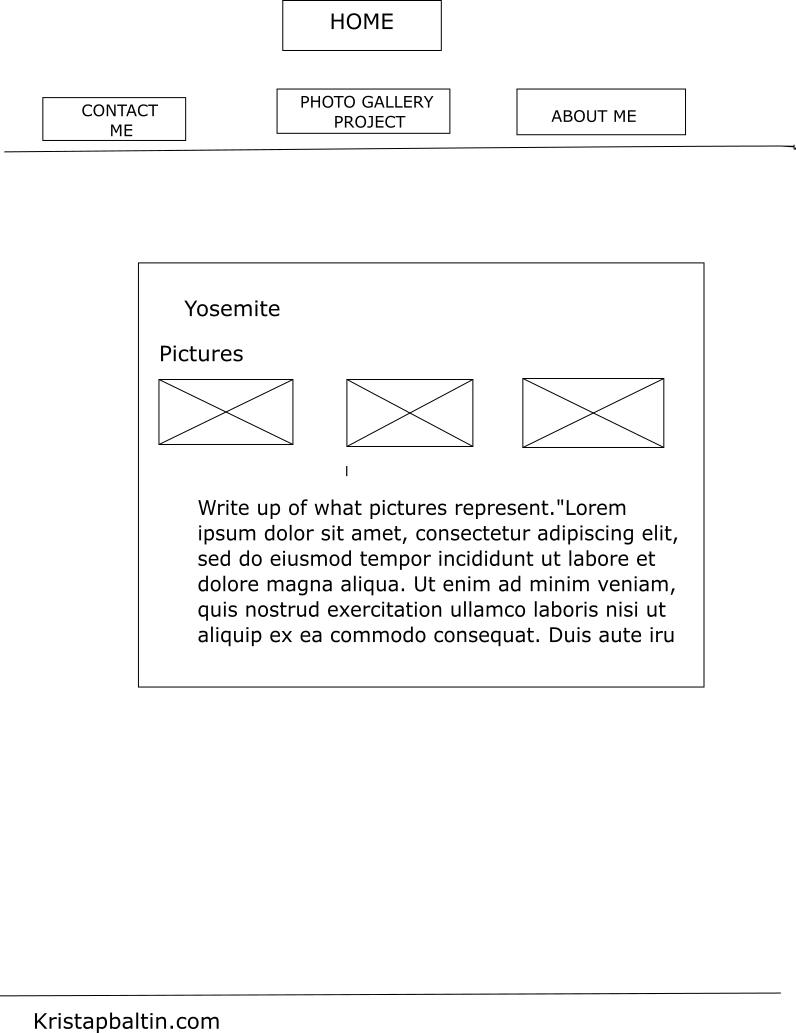 HOME
CONTACT
ME
PHOTO GALLERY
PROJECT
ABOUT ME
Yosemite
Pictures
Write up of what pictures represent."Lorem
ipsum dolor sit amet, consectetur adipiscing elit,
sed do eiusmod tempor incididunt ut labore et
dolore magna aliqua. Ut enim ad minim veniam,
quis nostrud exercitation ullamco laboris nisi ut
aliquip ex ea commodo consequat. Duis aute iru
Kristapbaltin.com